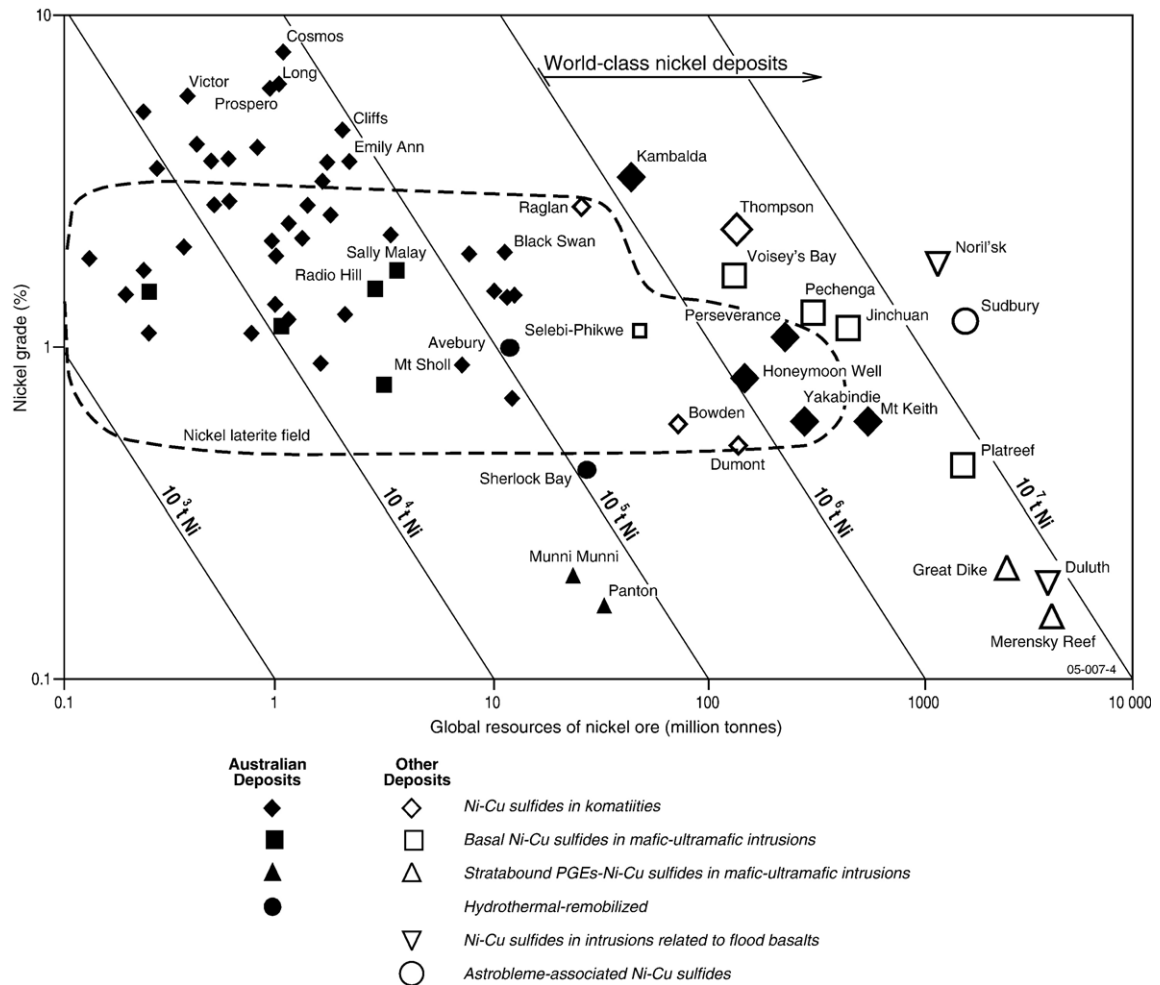 10
Cosmos
World-class nickel deposits
Long
Victor
Prospero
Cliffs
Emily Ann
Kambalda
Raglan
Thompson
Noril'sk
Black Swan
Sally Malay
Voisey's Bay
Radio Hill
Pechenga
Sudbury
Selebi-Phikwe
Perseverance
Jinchuan
Nickel grade (%)
1
Avebury
Mt Sholl
Honeymoon Well
Bowden
Yakabindie
Mt Keith
Nickel laterite field
Dumont
Platreef
Sherlock Bay
10³ t Ni
10⁴ t Ni
10⁵ t Ni
10⁶ t Ni
10⁷ t Ni
Munni Munni
Great Dike
Duluth
Panton
Merensky Reef
05-007-4
0.1
0.1 1 10 100 1000 10 000
Global resources of nickel ore (million tonnes)
Australian Deposits
Other Deposits
Ni-Cu sulfides in komatiities
Basal Ni-Cu sulfides in mafic-ultramafic intrusions
Stratabound PGEs-Ni-Cu sulfides in mafic-ultramafic intrusions
Hydrothermal-remobilized
Ni-Cu sulfides in intrusions related to flood basalts
Astrobleme-associated Ni-Cu sulfides